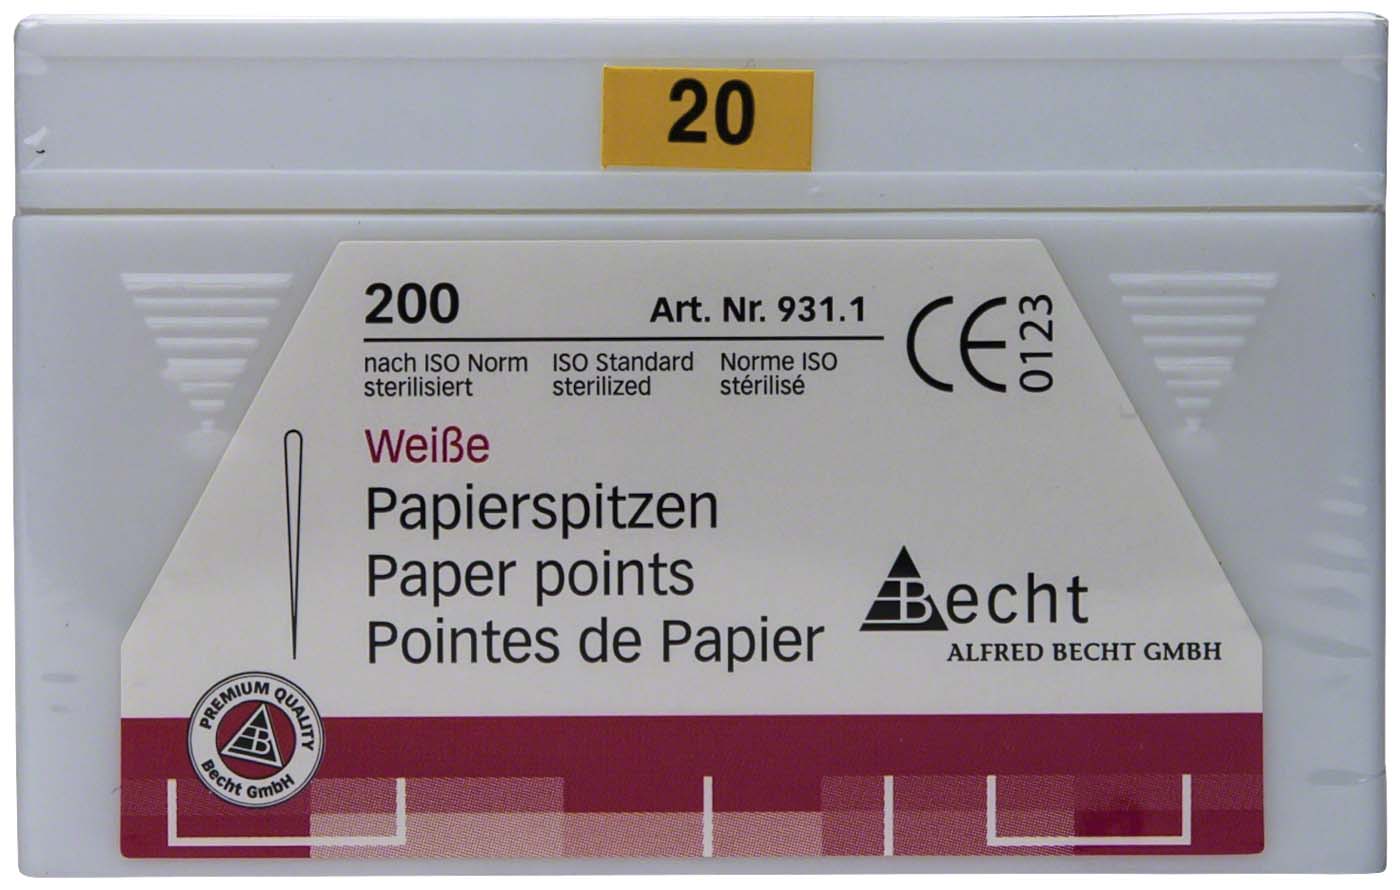 20
200 Art. Nr. 931.1
CE 0123
nach ISO Norm ISO Standard Norme ISO
sterilisiert sterilized stérilisé
Weiße
Papierspitzen
Paper points
Pointes de Papier
Becht
ALFRED BECHT GMBH
PREMIUM QUALITY
B
Becht GmbH